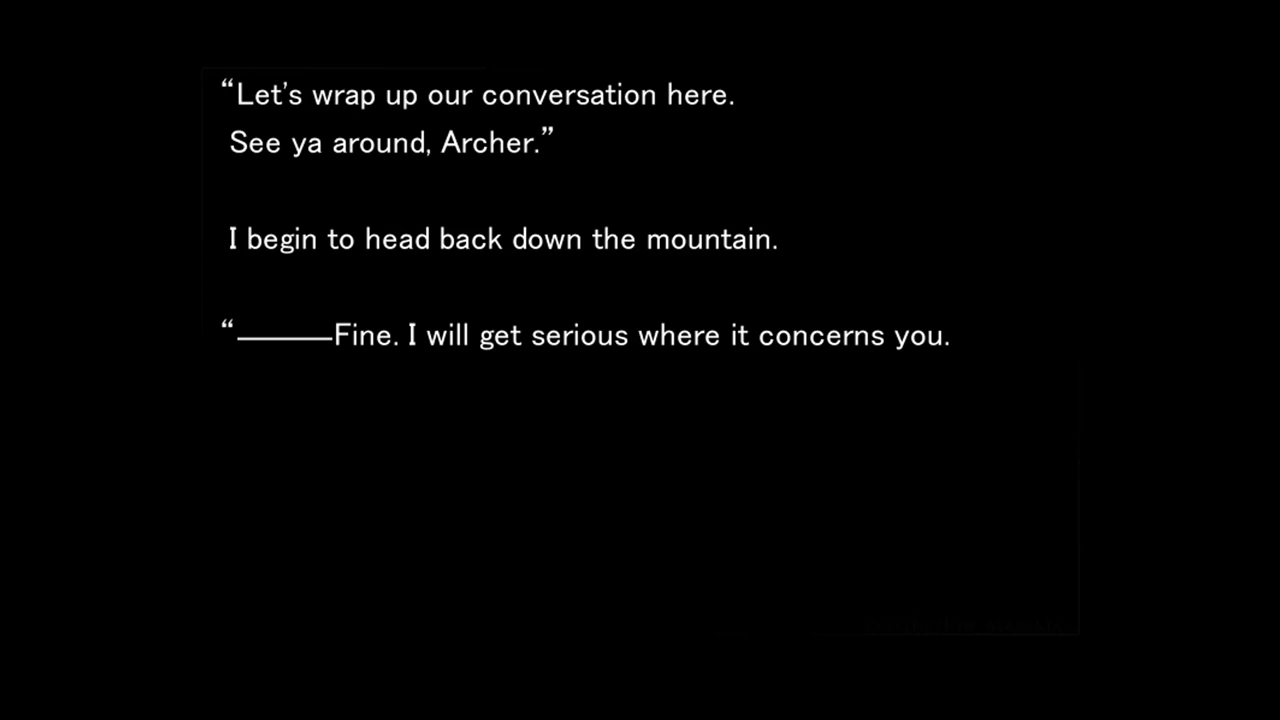 “Let’s wrap up our conversation here.
See ya around, Archer.”
I begin to head back down the mountain.
“———Fine. I will get serious where it concerns you.